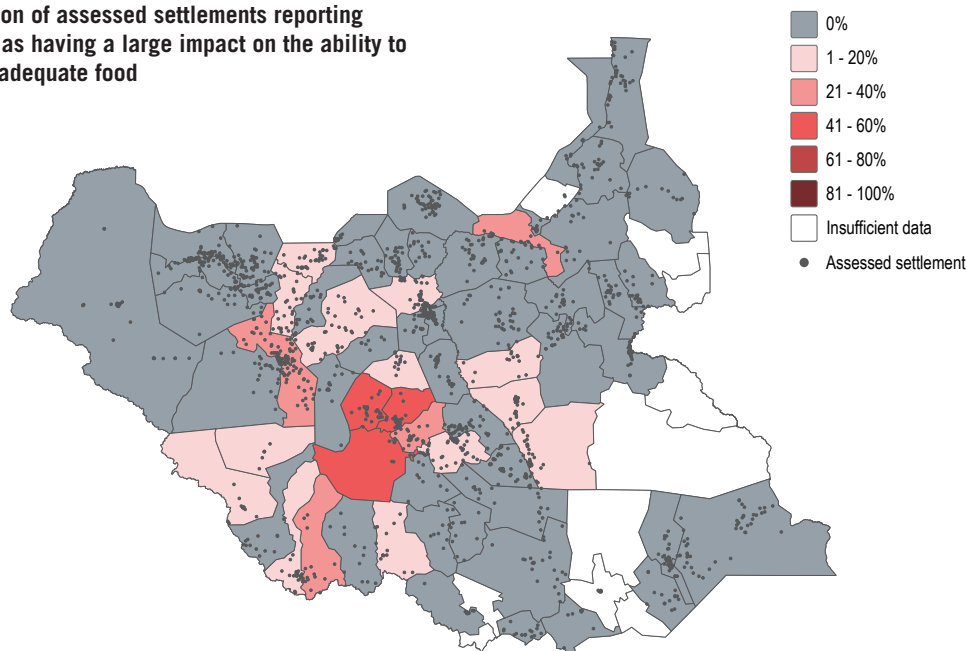 on of assessed settlements reporting
as having a large impact on the ability to
adequate food
0%
1 - 20%
21 - 40%
41 - 60%
61 - 80%
81 - 100%
Insufficient data
Assessed settlement